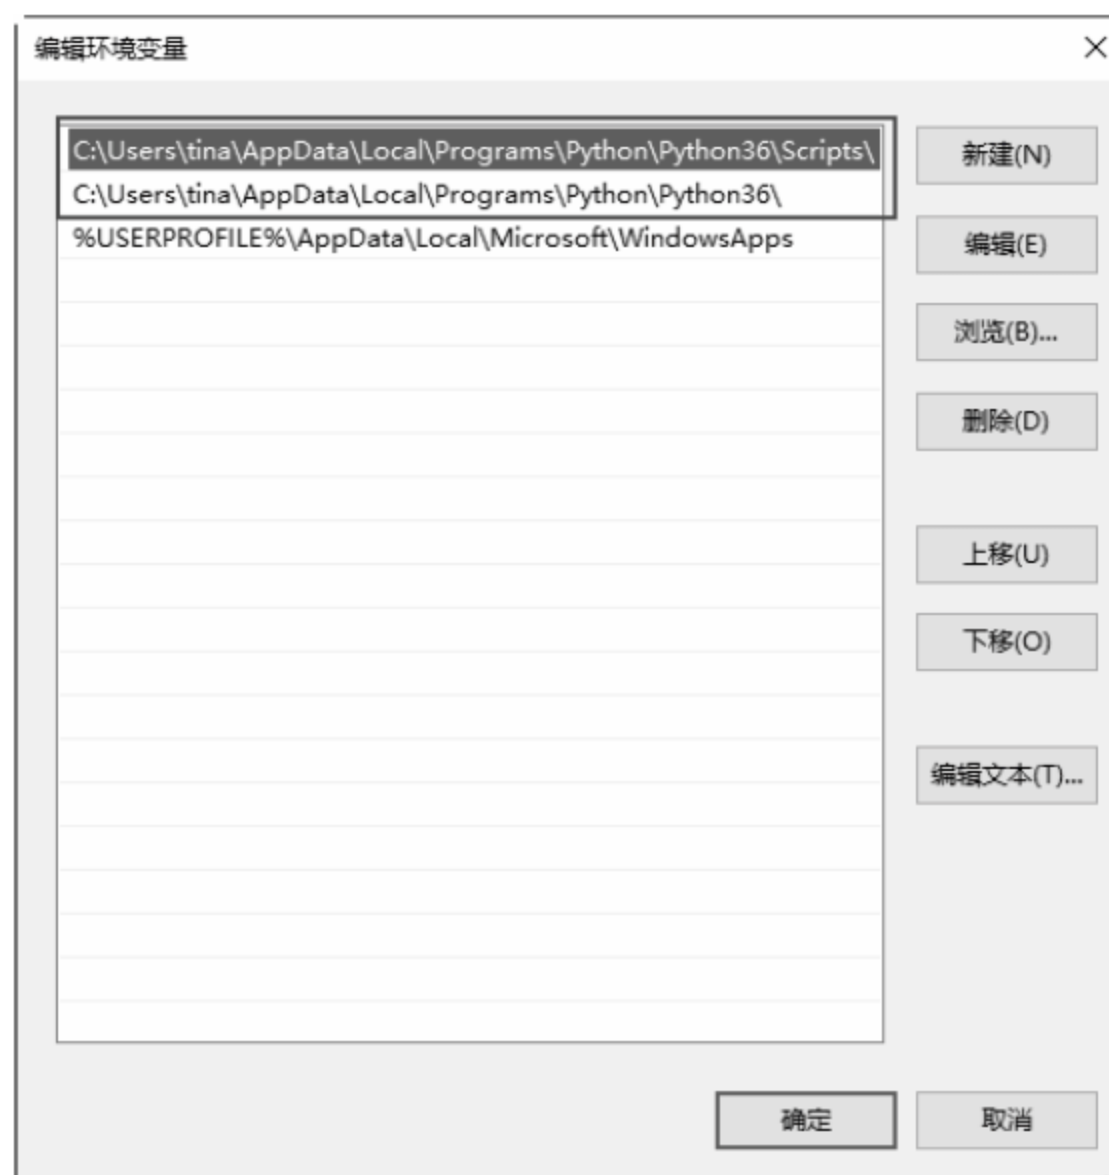 编辑环境变量
C:\Users\tina\AppData\Local\Programs\Python\Python36\Scripts\
C:\Users\tina\AppData\Local\Programs\Python\Python36\
%USERPROFILE%\AppData\Local\Microsoft\WindowsApps
新建(N)
编辑(E)
浏览(B)...
删除(D)
上移(U)
下移(O)
编辑文本(T)...
确定
取消